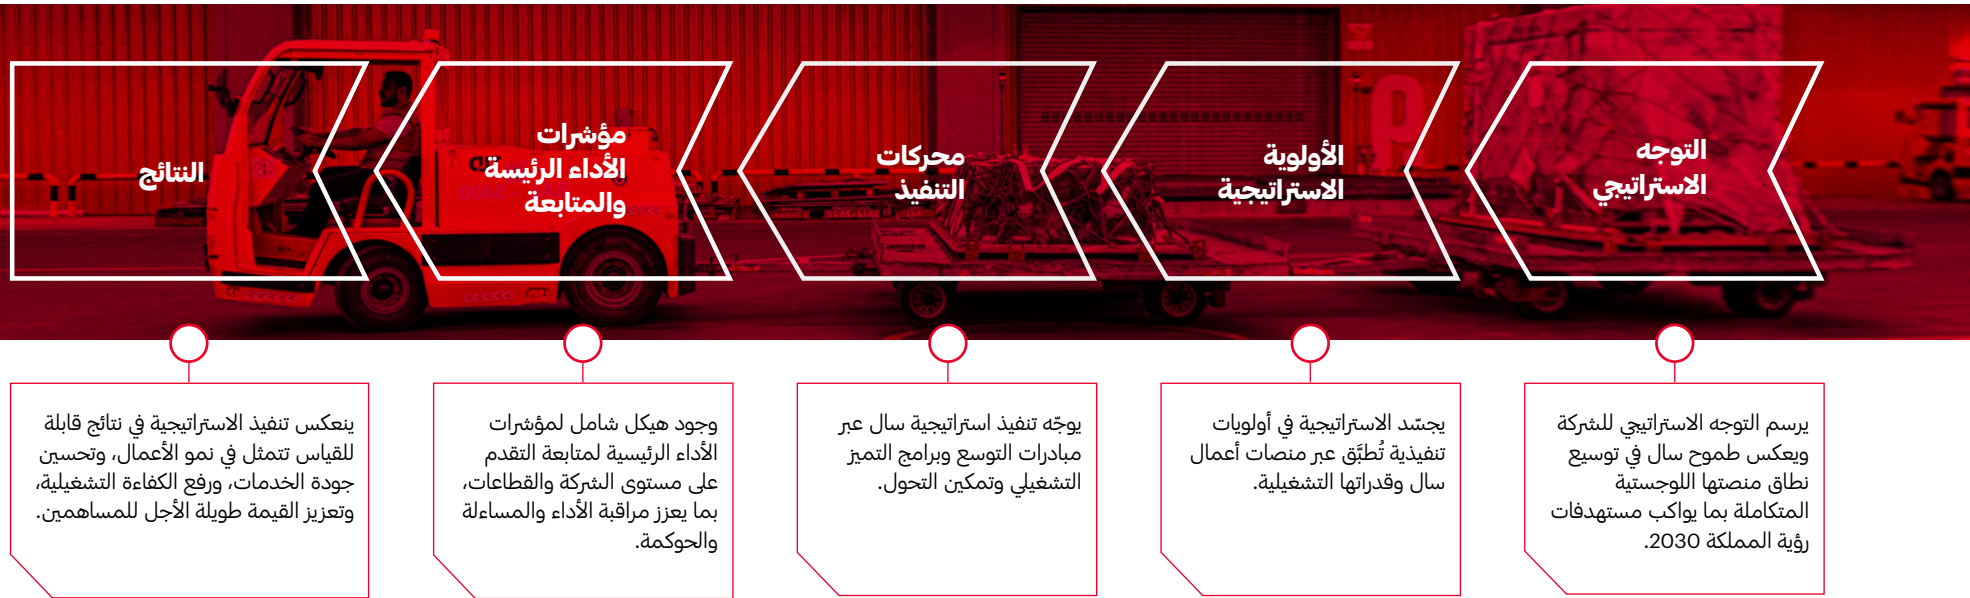 التوجه
الاستراتيجي
الأولوية
الاستراتيجية
محركات
التنفيذ
مؤشرات
الأداء الرئيسة
والمتابعة
النتائج
يرسم التوجه الاستراتيجي للشركة
ويعكس طموح سال في توسيع
نطاق منصتها اللوجستية
المتكاملة بما يواكب مستهدفات
رؤية المملكة 2030.
يجسّد الاستراتيجية في أولويات
تنفيذية تُطبَّق عبر منصات أعمال
سال وقدراتها التشغيلية.
يوجّه تنفيذ استراتيجية سال عبر
مبادرات التوسع وبرامج التميز
التشغيلي وتمكين التحول.
وجود هيكل شامل لمؤشرات
الأداء الرئيسية لمتابعة التقدم
على مستوى الشركة والقطاعات،
بما يعزز مراقبة الأداء والمساءلة
والحوكمة.
ينعكس تنفيذ الاستراتيجية في نتائج قابلة
للقياس تتمثل في نمو الأعمال، وتحسين
جودة الخدمات، ورفع الكفاءة التشغيلية،
وتعزيز القيمة طويلة الأجل للمساهمين.